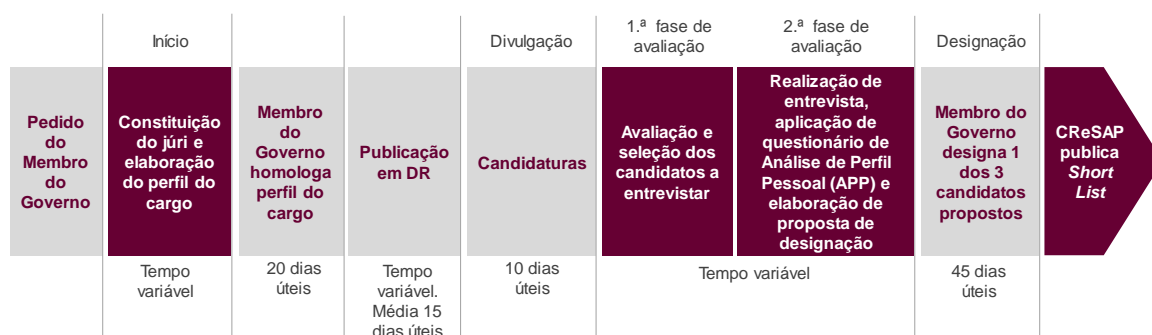 Início
Divulgação
1.ª fase de
avaliação
2.ª fase de
avaliação
Designação
Pedido
do
Membro
do
Governo
Constituição
do júri e
elaboração
do perfil do
cargo
Membro
do
Governo
homologa
perfil do
cargo
Publicação
em DR
Candidaturas
Avaliação e
seleção dos
candidatos a
entrevistar
Realização de
entrevista,
aplicação de
questionário de
Análise de Perfil
Pessoal (APP) e
elaboração de
proposta de
designação
Membro do
Governo
designa 1
dos 3
candidatos
propostos
CReSAP
publica
Short
List
Tempo
variável
20 dias
úteis
Tempo
variável.
Média 15
dias úteis
10 dias
úteis
Tempo variável
45 dias
úteis